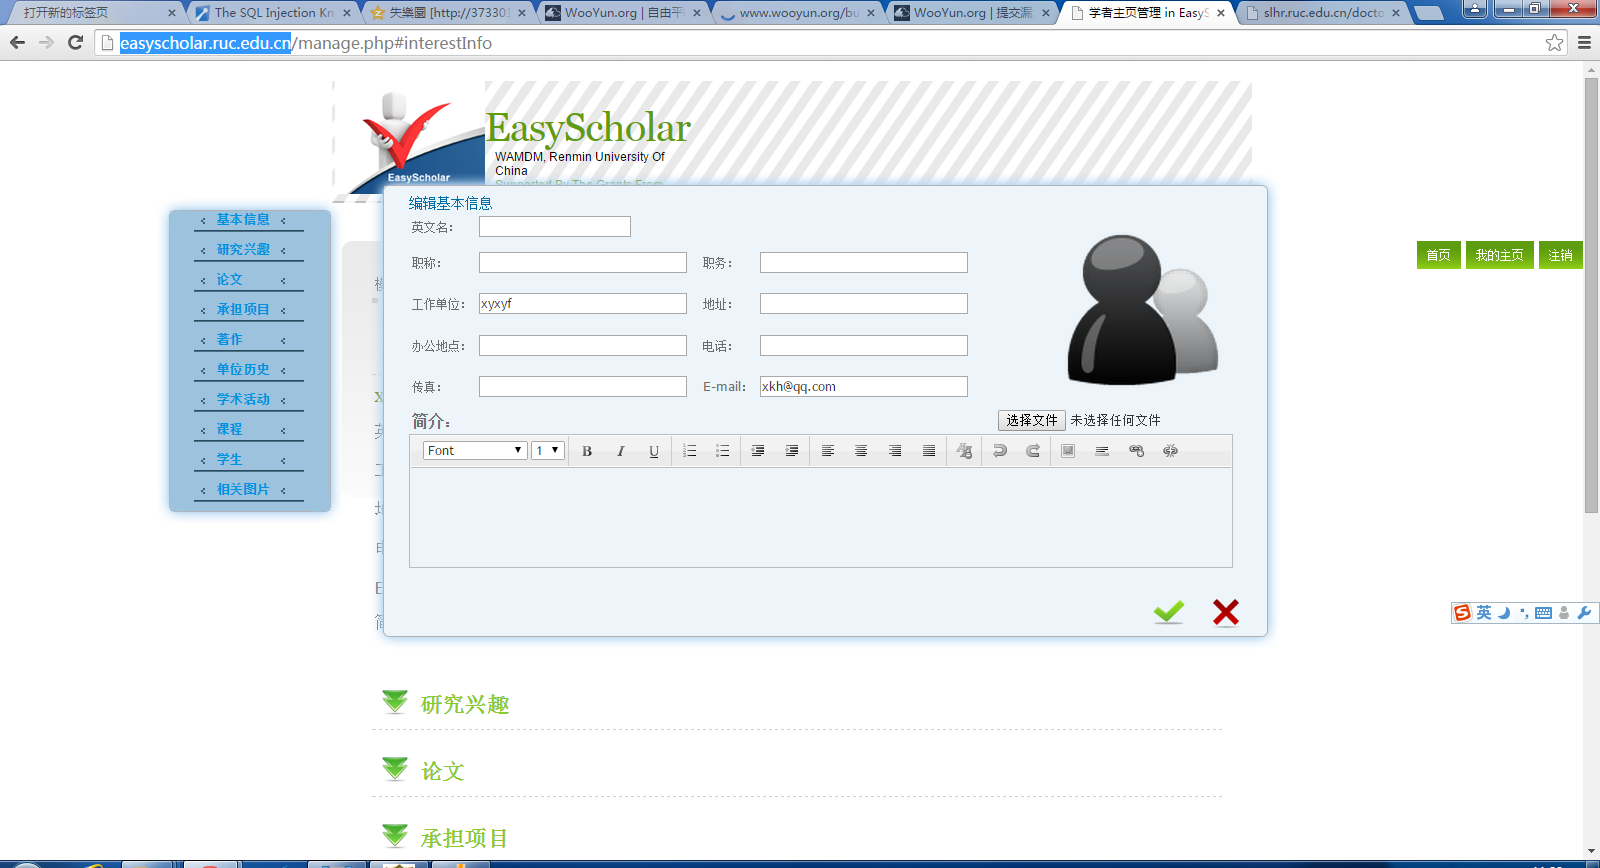 打开新的标签页
The SQL Injection Kn
失樂園 [http://373301
WooYun.org | 自由平
www.wooyun.org/bu
WooYun.org | 提交漏
学者主页管理 in EasyS
slhr.ruc.edu.cn/docto
easyscholar.ruc.edu.cn/manage.php#interestInfo
EasyScholar
EasyScholar
WAMDM, Renmin University Of
China
Supported By The Grants From
首页
我的主页
注销
基本信息
研究兴趣
论文
承担项目
著作
单位历史
学术活动
课程
学生
相关图片
编辑基本信息
英文名：
职称：
职务：
工作单位： xyxyf
地址：
办公地点：
电话：
传真：
E-mail： xkh@qq.com
简介：
选择文件 未选择任何文件
Font 1 B I U
英
研究兴趣
论文
承担项目